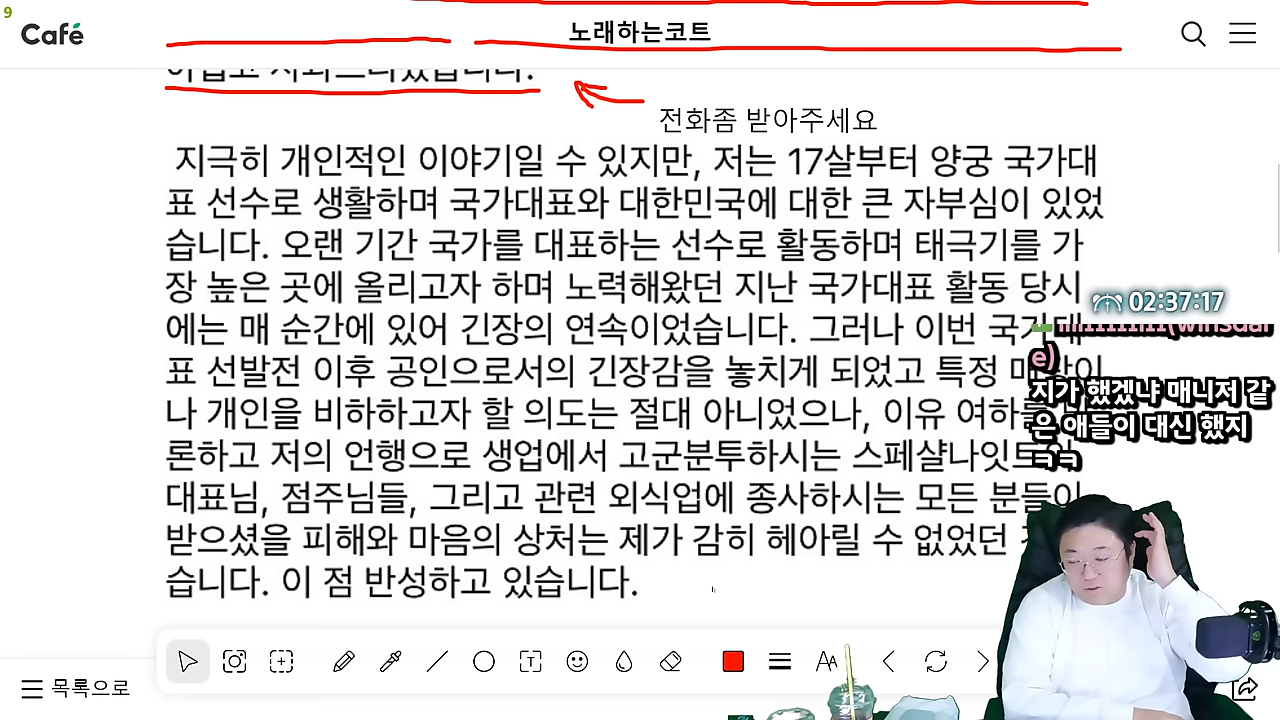 9
Café
노래하는코트
전화좀 받아주세요
지극히 개인적인 이야기일 수 있지만, 저는 17살부터 양궁 국가대
표 선수로 생활하며 국가대표와 대한민국에 대한 큰 자부심이 있었
습니다. 오랜 기간 국가를 대표하는 선수로 활동하며 태극기를 가
장 높은 곳에 올리고자 하며 노력해왔던 지난 국가대표 활동 당시
에는 매 순간에 있어 긴장의 연속이었습니다. 그러나 이번 국가대
표 선발전 이후 공인으로서의 긴장감을 놓치게 되었고 특정
나 개인을 비하하고자 할 의도는 절대 아니었으나, 이유 여하를
론하고 저의 언행으로 생업에서 고군분투하시는 스페샬나잇트
대표님, 점주님들, 그리고 관련 외식업에 종사하시는 모든 분들이
받으셨을 피해와 마음의 상처는 제가 감히 헤아릴 수 없었던
습니다. 이 점 반성하고 있습니다.
02:37:17
e)
지가 했겠냐 매니저 같
은 애들이 대신 했지
ㅋㅋ
목록으로